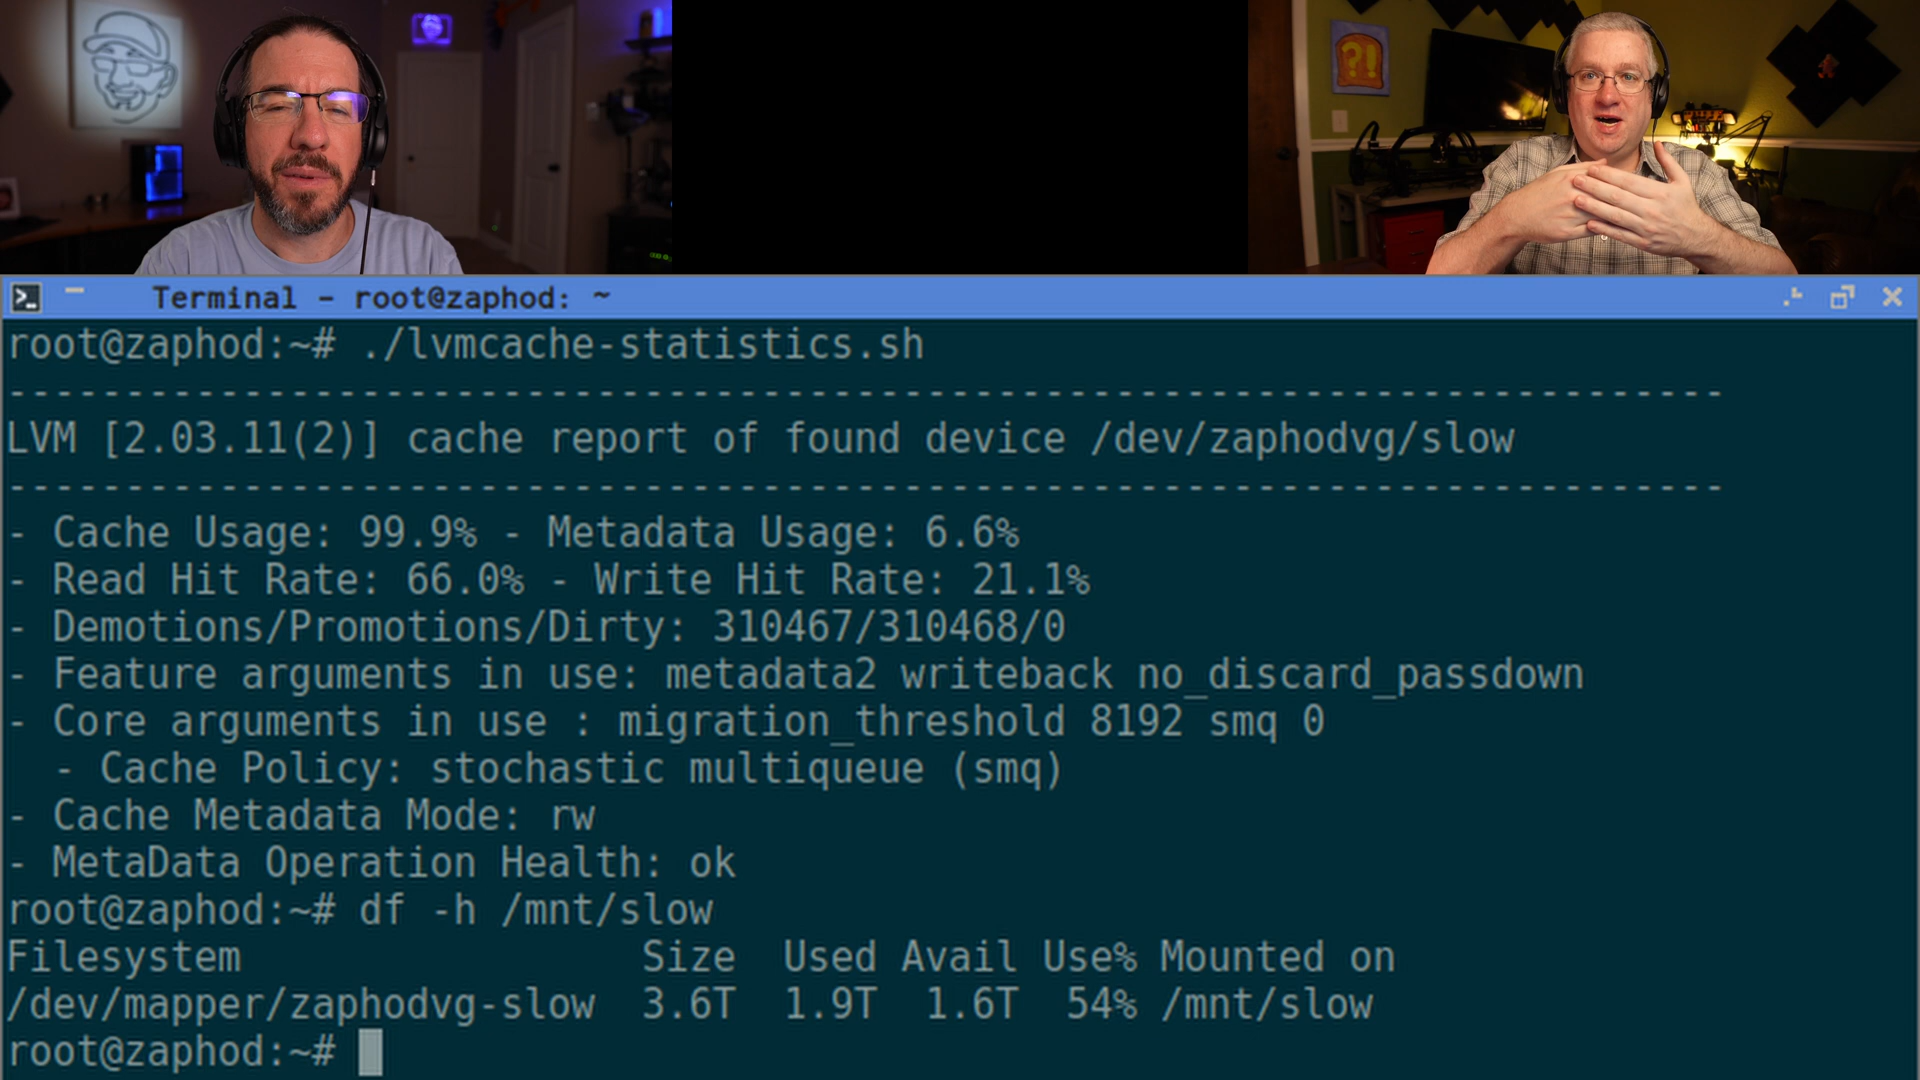 ?!
Terminal - root@zaphod: ~
root@zaphod:~# ./lvmcache-statistics.sh
-------------------------------------------------------------------------
LVM [2.03.11(2)] cache report of found device /dev/zaphodvg/slow
-------------------------------------------------------------------------
- Cache Usage: 99.9% - Metadata Usage: 6.6%
- Read Hit Rate: 66.0% - Write Hit Rate: 21.1%
- Demotions/Promotions/Dirty: 310467/310468/0
- Feature arguments in use: metadata2 writeback no_discard_passdown
- Core arguments in use : migration_threshold 8192 smq 0
  - Cache Policy: stochastic multiqueue (smq)
- Cache Metadata Mode: rw
- MetaData Operation Health: ok
root@zaphod:~# df -h /mnt/slow
Filesystem                 Size  Used Avail Use% Mounted on
/dev/mapper/zaphodvg-slow  3.6T  1.9T  1.6T  54% /mnt/slow
root@zaphod:~#